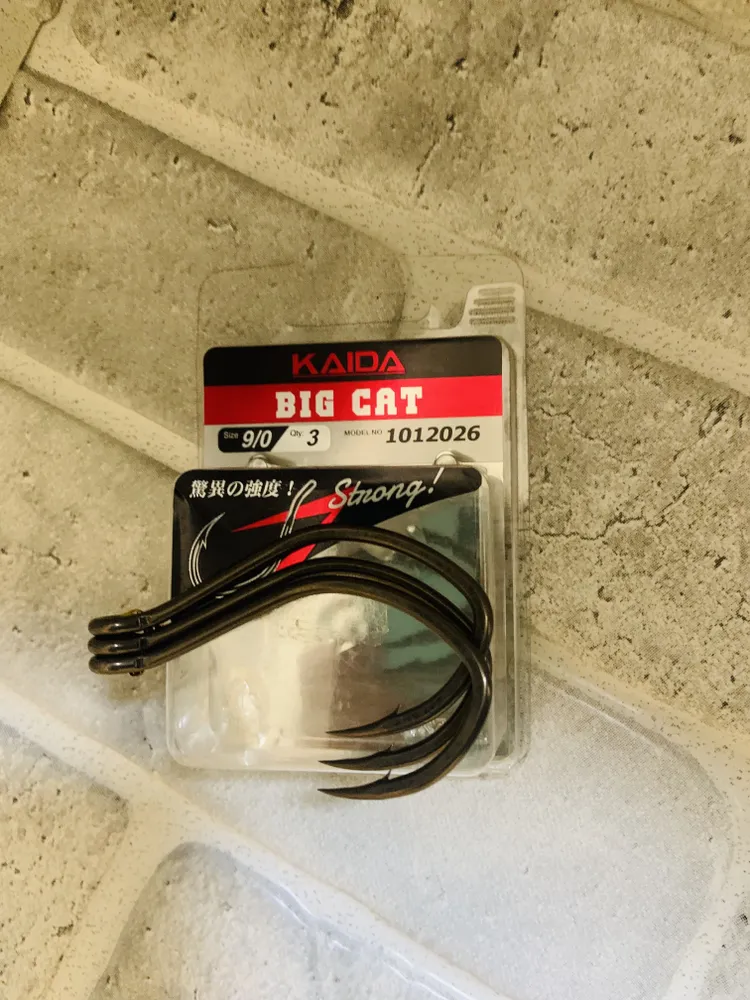 KAIDA
BIG CAT
Size 9/0 Qty. 3 MODEL NO 1012026
驚異の強度! Strong!